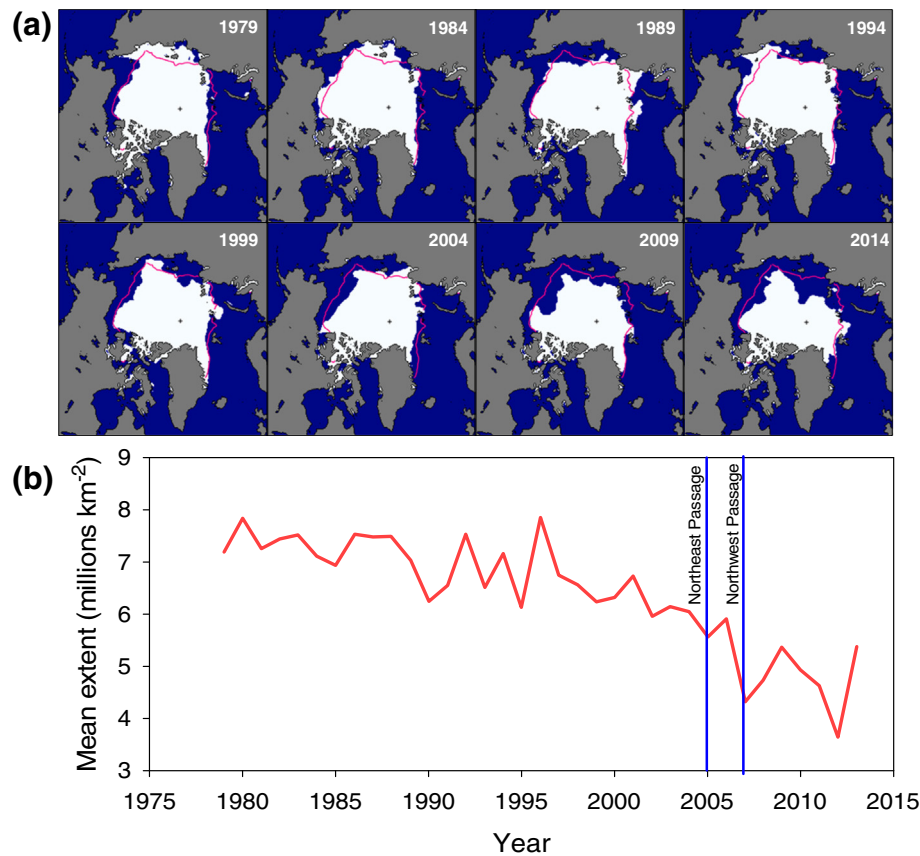 (a)
1979 1984 1989 1994
1999 2004 2009 2014
(b)
9
8
7
6
5
4
3
Mean extent (millions km-2)
Northeast Passage
Northwest Passage
1975 1980 1985 1990 1995 2000 2005 2010 2015
Year